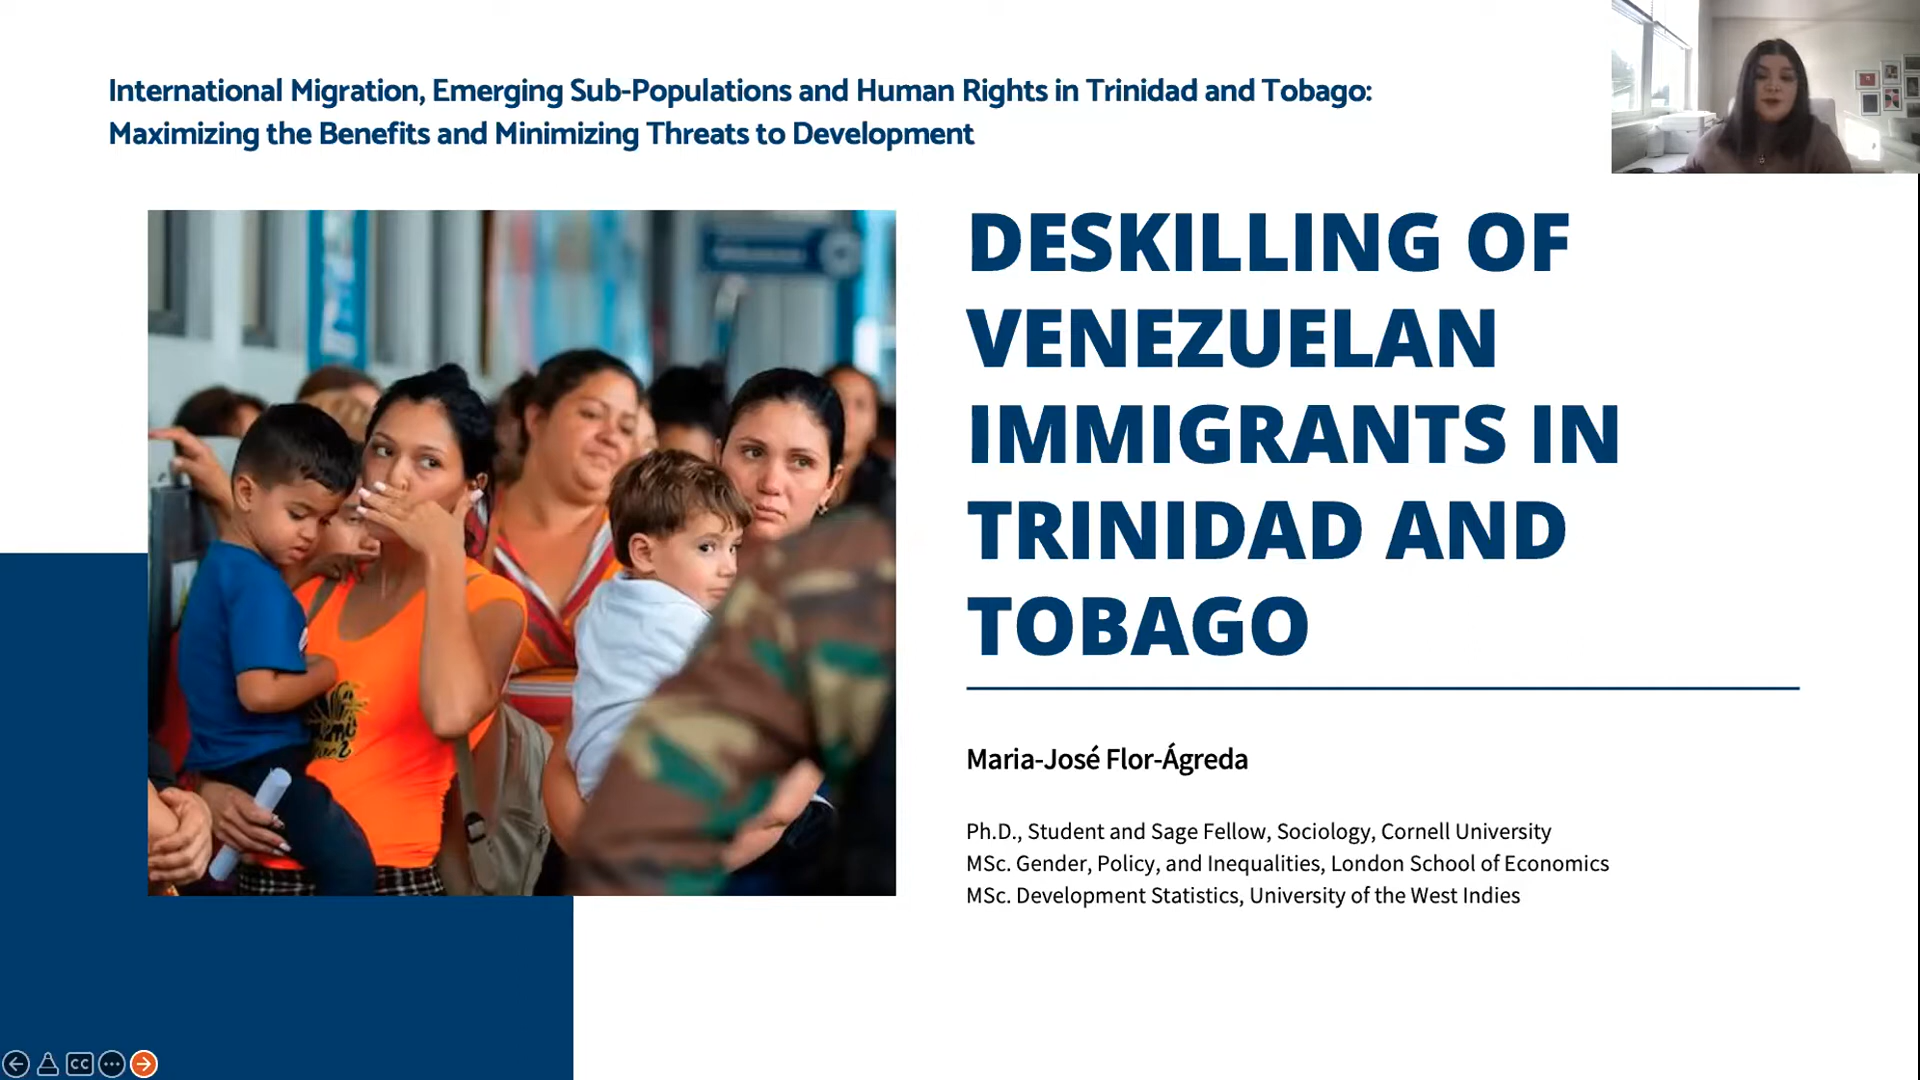 International Migration, Emerging Sub-Populations and Human Rights in Trinidad and Tobago:
Maximizing the Benefits and Minimizing Threats to Development
DESKILLING OF
VENEZUELAN
IMMIGRANTS IN
TRINIDAD AND
TOBAGO
Maria-José Flor-Ágreda
Ph.D., Student and Sage Fellow, Sociology, Cornell University
MSc. Gender, Policy, and Inequalities, London School of Economics
MSc. Development Statistics, University of the West Indies
CC